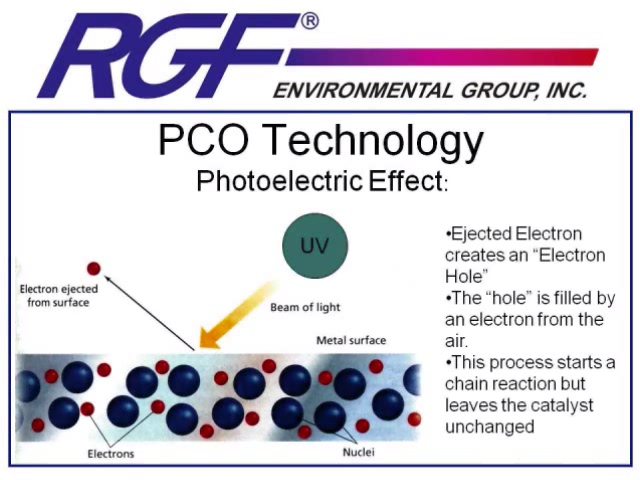 RGF®
ENVIRONMENTAL GROUP, INC.
PCO Technology
Photoelectric Effect:
UV
Electron ejected
from surface
Beam of light
Metal surface
Electrons
Nuclei
•Ejected Electron
creates an “Electron
Hole”
•The “hole” is filled by
an electron from the
air.
•This process starts a
chain reaction but
leaves the catalyst
unchanged